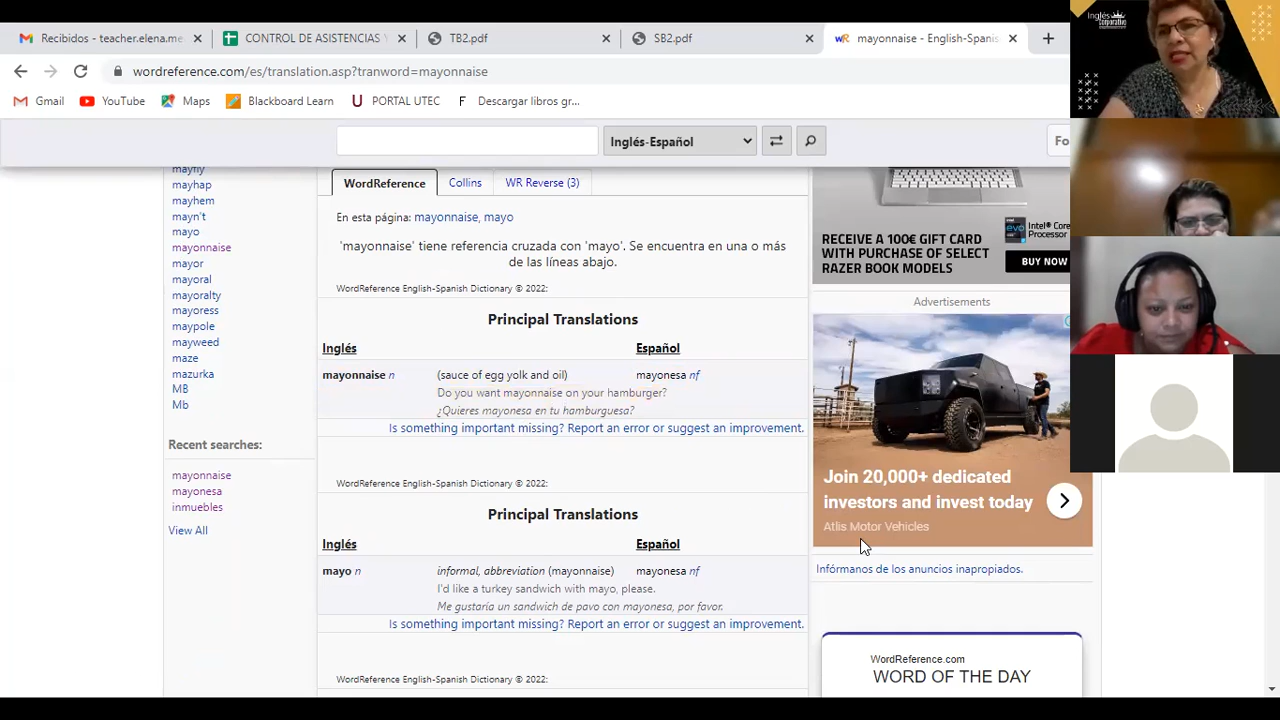 Recibidos - teacher.elena.me
CONTROL DE ASISTENCIAS Y
TB2.pdf
SB2.pdf
mayonnaise - English-Spanis
wordreference.com/es/translation.asp?tranword=mayonnaise
Gmail
YouTube
Maps
Blackboard Learn
PORTAL UTEC
Descargar libros gr...
Inglés-Español
Fo
mayfly
mayhap
mayhem
mayn't
mayo
mayonnaise
mayor
mayoral
mayoralty
mayoress
maypole
mayweed
maze
mazurka
MB
Mb
Recent searches:
mayonnaise
mayonesa
inmuebles
View All
WordReference
Collins
WR Reverse (3)
En esta página: mayonnaise, mayo
'mayonnaise' tiene referencia cruzada con 'mayo'. Se encuentra en una o más
de las líneas abajo.
WordReference English-Spanish Dictionary © 2022:
Principal Translations
Inglés Español
mayonnaise n (sauce of egg yolk and oil) mayonesa nf
Do you want mayonnaise on your hamburger?
¿Quieres mayonesa en tu hamburguesa?
Is something important missing? Report an error or suggest an improvement.
WordReference English-Spanish Dictionary © 2022:
Principal Translations
Inglés Español
mayo n informal, abbreviation (mayonnaise) mayonesa nf
I'd like a turkey sandwich with mayo, please.
Me gustaría un sandwich de pavo con mayonesa, por favor.
Is something important missing? Report an error or suggest an improvement.
WordReference English-Spanish Dictionary © 2022:
RECEIVE A 100€ GIFT CARD
WITH PURCHASE OF SELECT
RAZER BOOK MODELS
intel® Core
Processor
evo
BUY NOW
Advertisements
Join 20,000+ dedicated
investors and invest today
Atlis Motor Vehicles
Infórmanos de los anuncios inapropiados.
WordReference.com
WORD OF THE DAY
Inglés
Corporativo